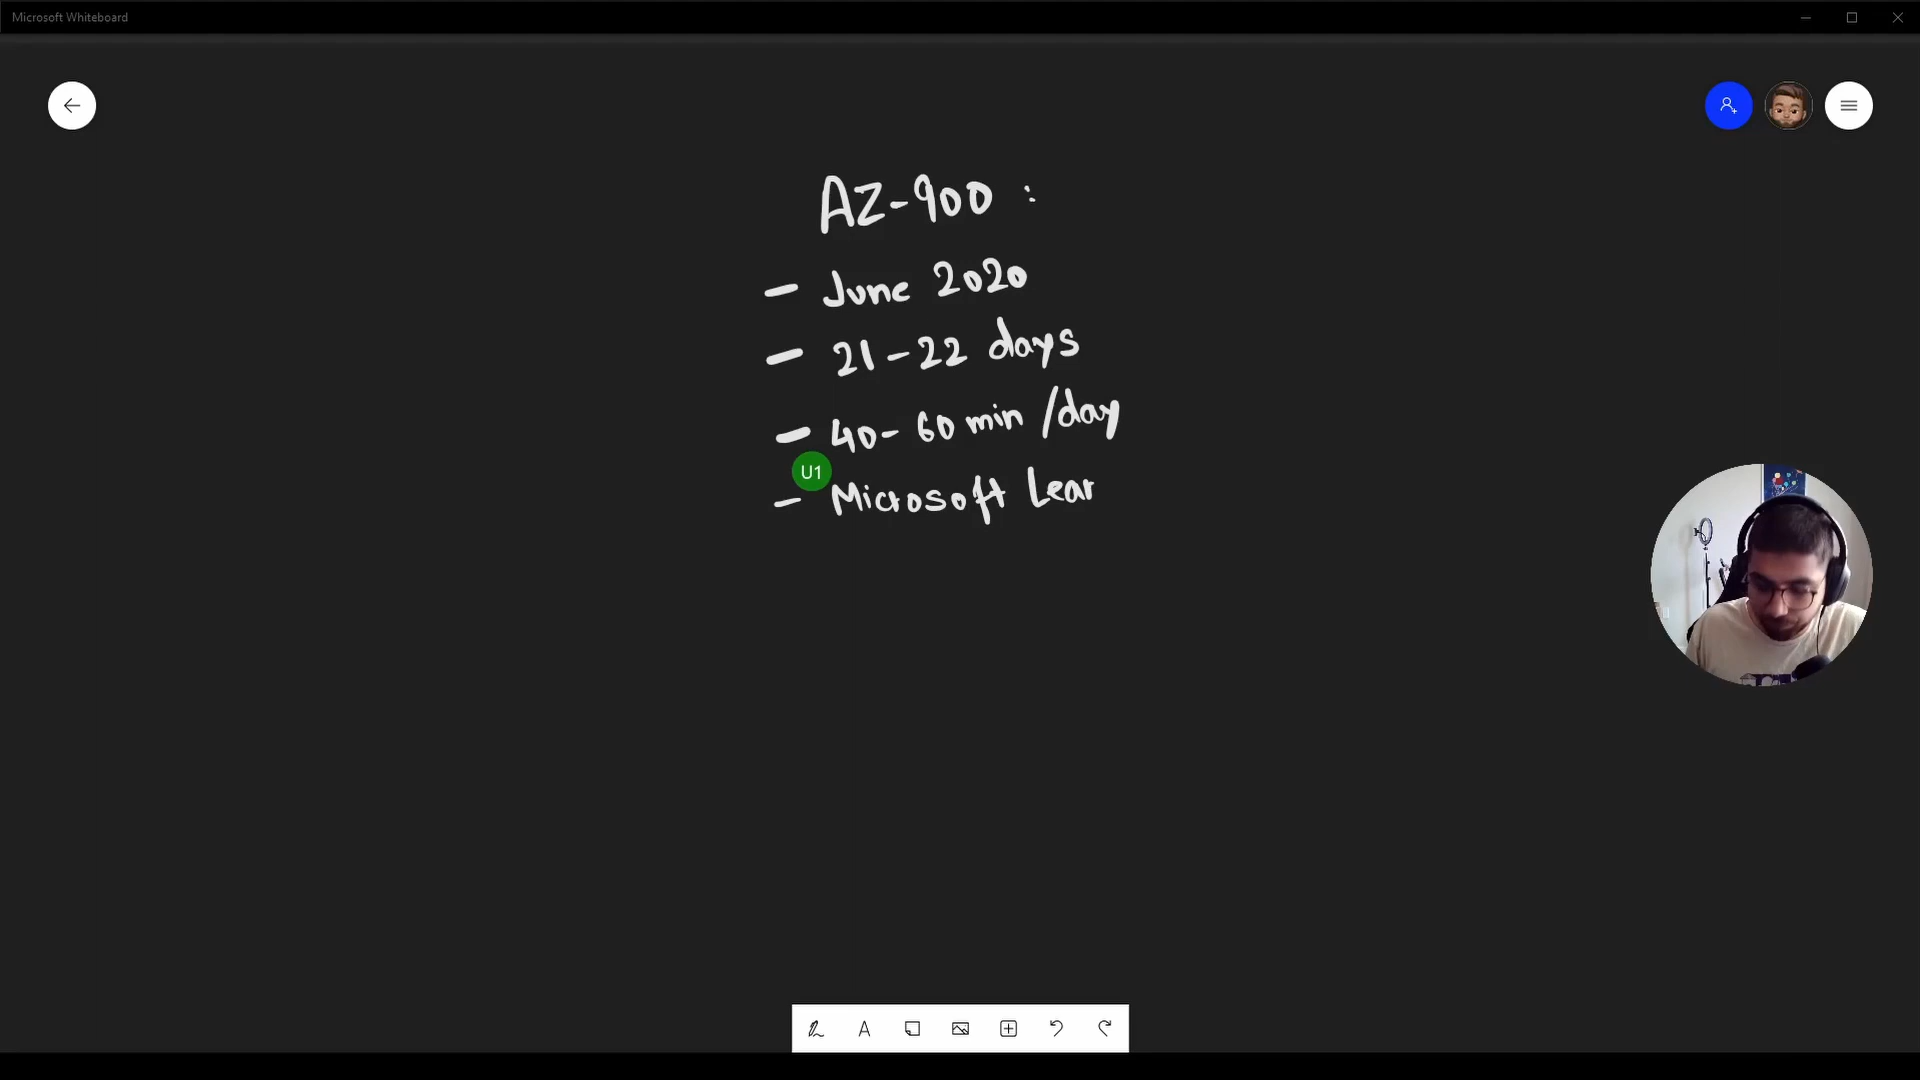 Microsoft Whiteboard
AZ-900 :
- June 2020
- 21-22 days
- 40-60 min /day
U1
- Microsoft Lear